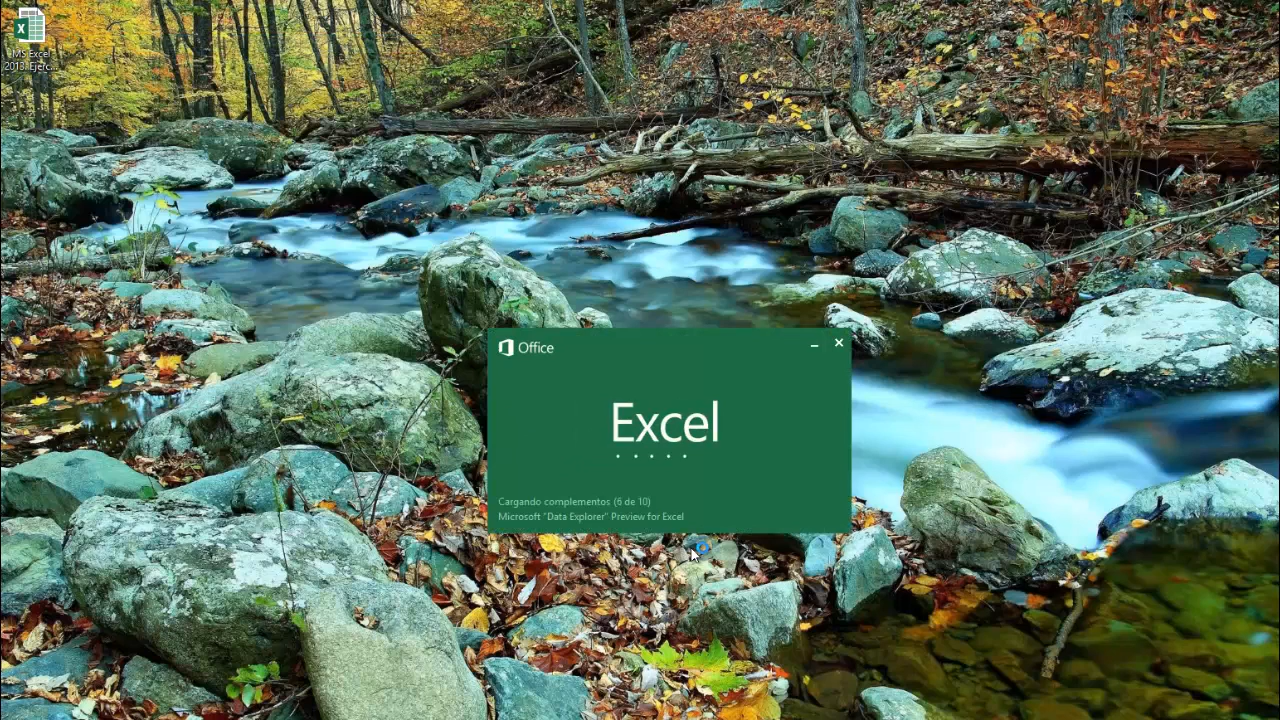 MS Excel
2013. Ejerc...
Office
Excel
Cargando complementos (6 de 10)
Microsoft "Data Explorer" Preview for Excel